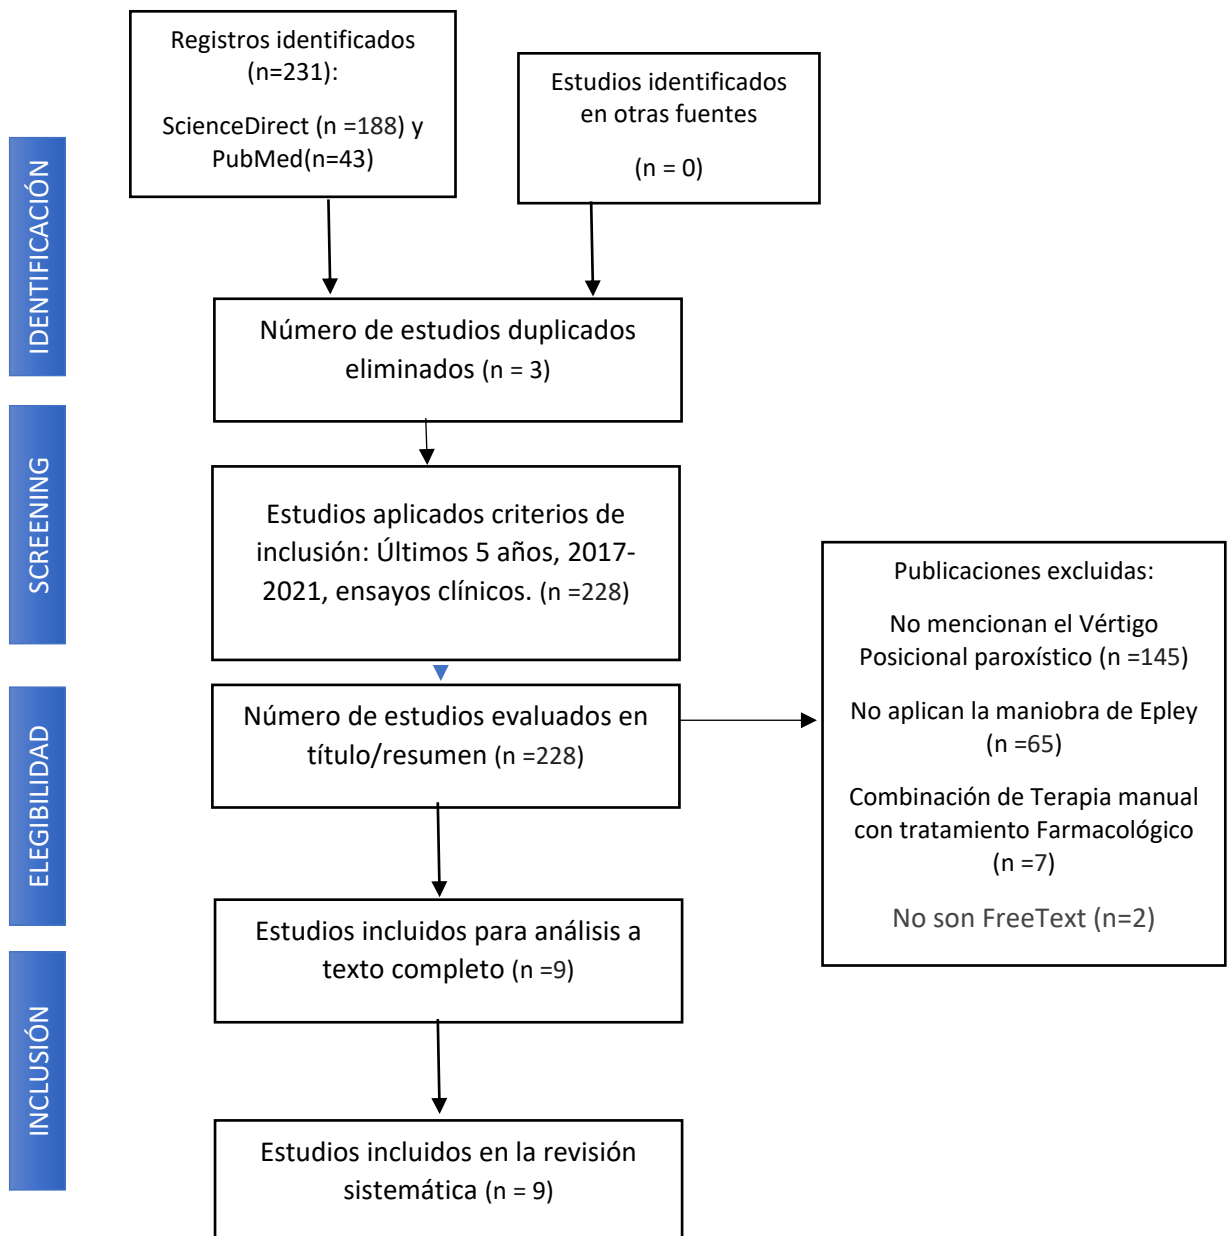 Registros identificados
(n=231):
ScienceDirect (n =188) y
PubMed(n=43)
Estudios identificados
en otras fuentes
(n = 0)
IDENTIFICACIÓN
Número de estudios duplicados
eliminados (n = 3)
SCREENING
Estudios aplicados criterios de
inclusión: Últimos 5 años, 2017-
2021, ensayos clínicos. (n =228)
Publicaciones excluidas:
No mencionan el Vértigo
Posicional paroxístico (n =145)
No aplican la maniobra de Epley
(n =65)
Combinación de Terapia manual
con tratamiento Farmacológico
(n =7)
No son FreeText (n=2)
ELEGIBILIDAD
Número de estudios evaluados en
título/resumen (n =228)
Estudios incluidos para análisis a
texto completo (n =9)
INCLUSIÓN
Estudios incluidos en la revisión
sistemática (n = 9)